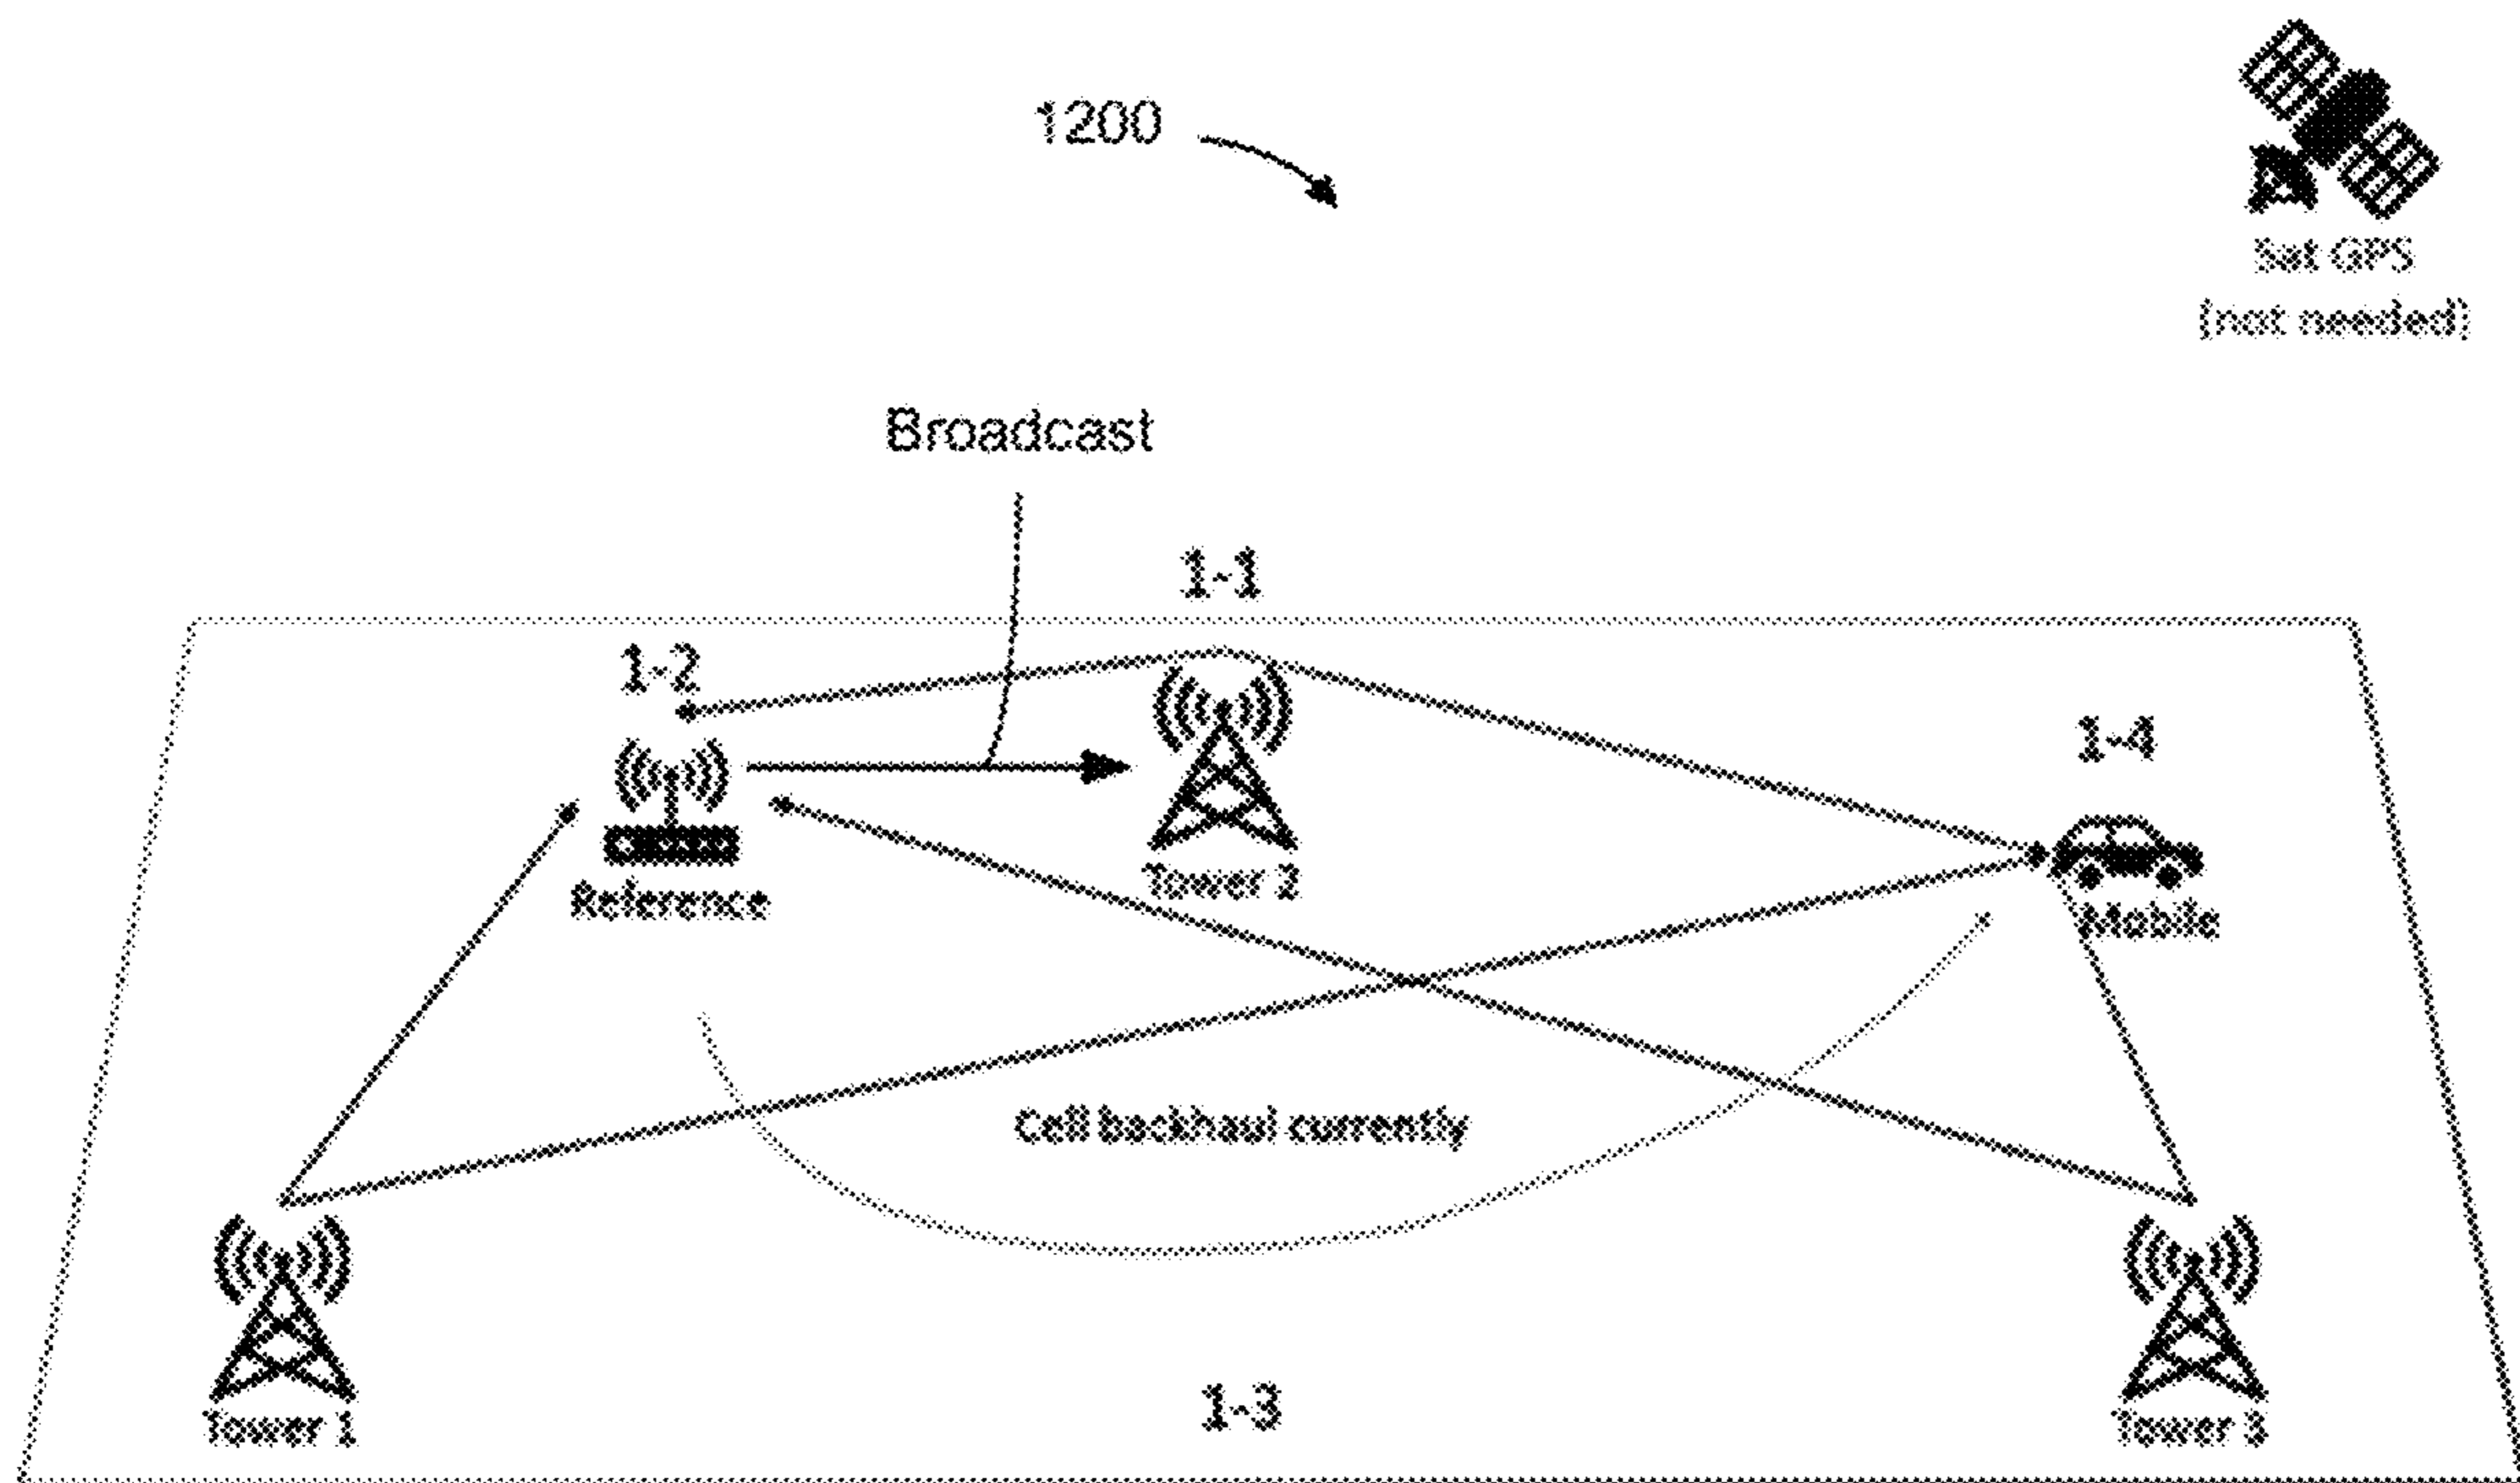 1200
Sat GPS
(not needed)
Broadcast
1-1
1-2
1-4
Reference
Tower 2
Mobile
Cell backhaul currently
Tower 1
1-3
Tower 3